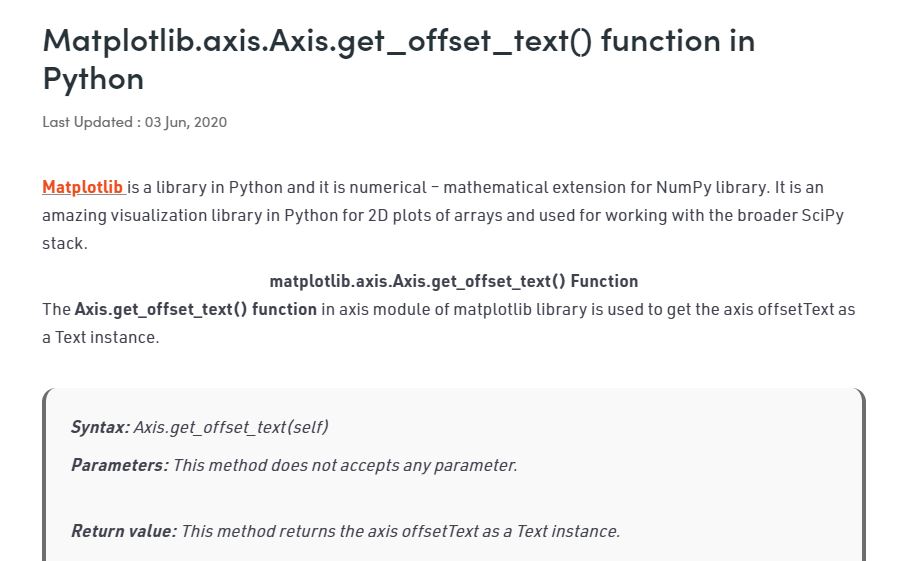 Matplotlib.axis.Axis.get_offset_text() function in
Python
Last Updated : 03 Jun, 2020
Matplotlib is a library in Python and it is numerical – mathematical extension for NumPy library. It is an
amazing visualization library in Python for 2D plots of arrays and used for working with the broader SciPy
stack.
matplotlib.axis.Axis.get_offset_text() Function
The Axis.get_offset_text() function in axis module of matplotlib library is used to get the axis offsetText as
a Text instance.
Syntax: Axis.get_offset_text(self)
Parameters: This method does not accepts any parameter.
Return value: This method returns the axis offsetText as a Text instance.